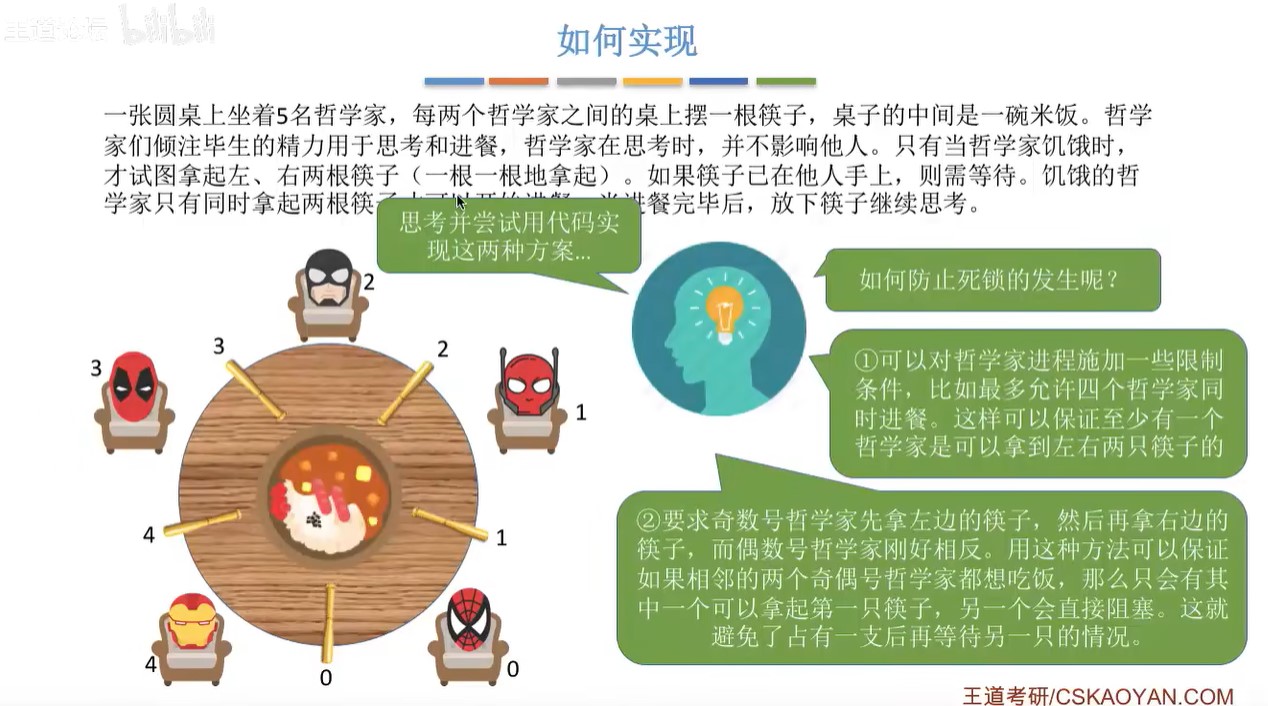 王道论坛 bilibili
如何实现
一张圆桌上坐着5名哲学家，每两个哲学家之间的桌上摆一根筷子，桌子的中间是一碗米饭。哲学
家们倾注毕生的精力用于思考和进餐，哲学家在思考时，并不影响他人。只有当哲学家饥饿时，
才试图拿起左、右两根筷子（一根一根地拿起）。如果筷子已在他人手上，则需等待。饥饿的哲
学家只有同时拿起两根筷 进餐完毕后，放下筷子继续思考。
思考并尝试用代码实
现这两种方案...
如何防止死锁的发生呢？
①可以对哲学家进程施加一些限制
条件，比如最多允许四个哲学家同
时进餐。这样可以保证至少有一个
哲学家是可以拿到左右两只筷子的
②要求奇数号哲学家先拿左边的筷子，然后再拿右边的
筷子，而偶数号哲学家刚好相反。用这种方法可以保证
如果相邻的两个奇偶号哲学家都想吃饭，那么只会有其
中一个可以拿起第一只筷子，另一个会直接阻塞。这就
避免了占有一支后再等待另一只的情况。
2
3
2
3
1
4
1
4
0
0
王道考研/CSKAOYAN.COM